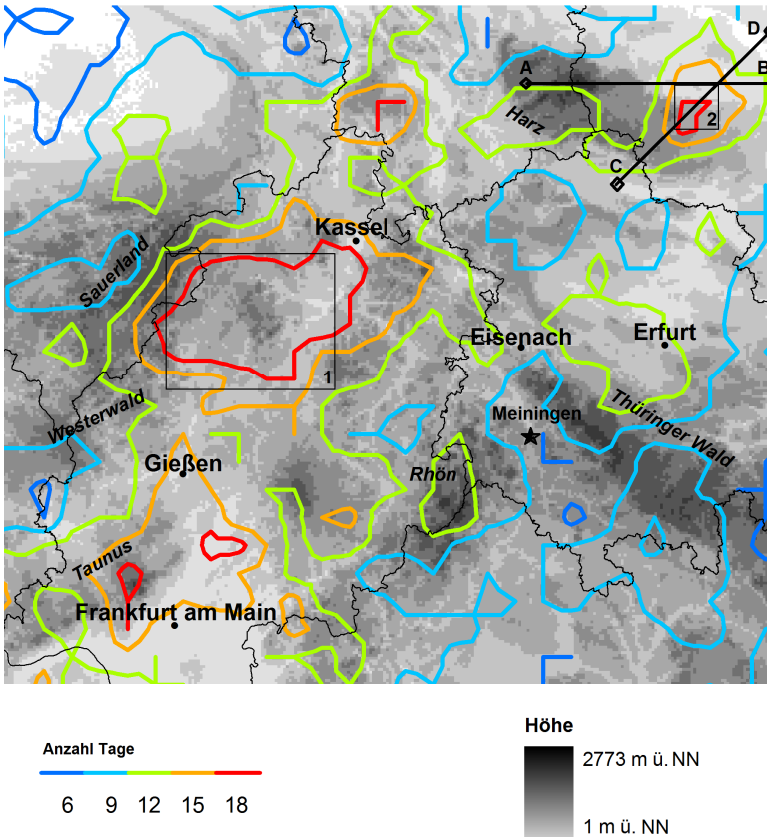 D
A
B
Harz
2
C
Kassel
Sauerland
Eisenach
Erfurt
1
Westerwald
Meiningen
Thüringer Wald
Gießen
Rhön
Taunus
Frankfurt am Main
Höhe
Anzahl Tage
2773 m ü. NN
6 9 12 15 18
1 m ü. NN